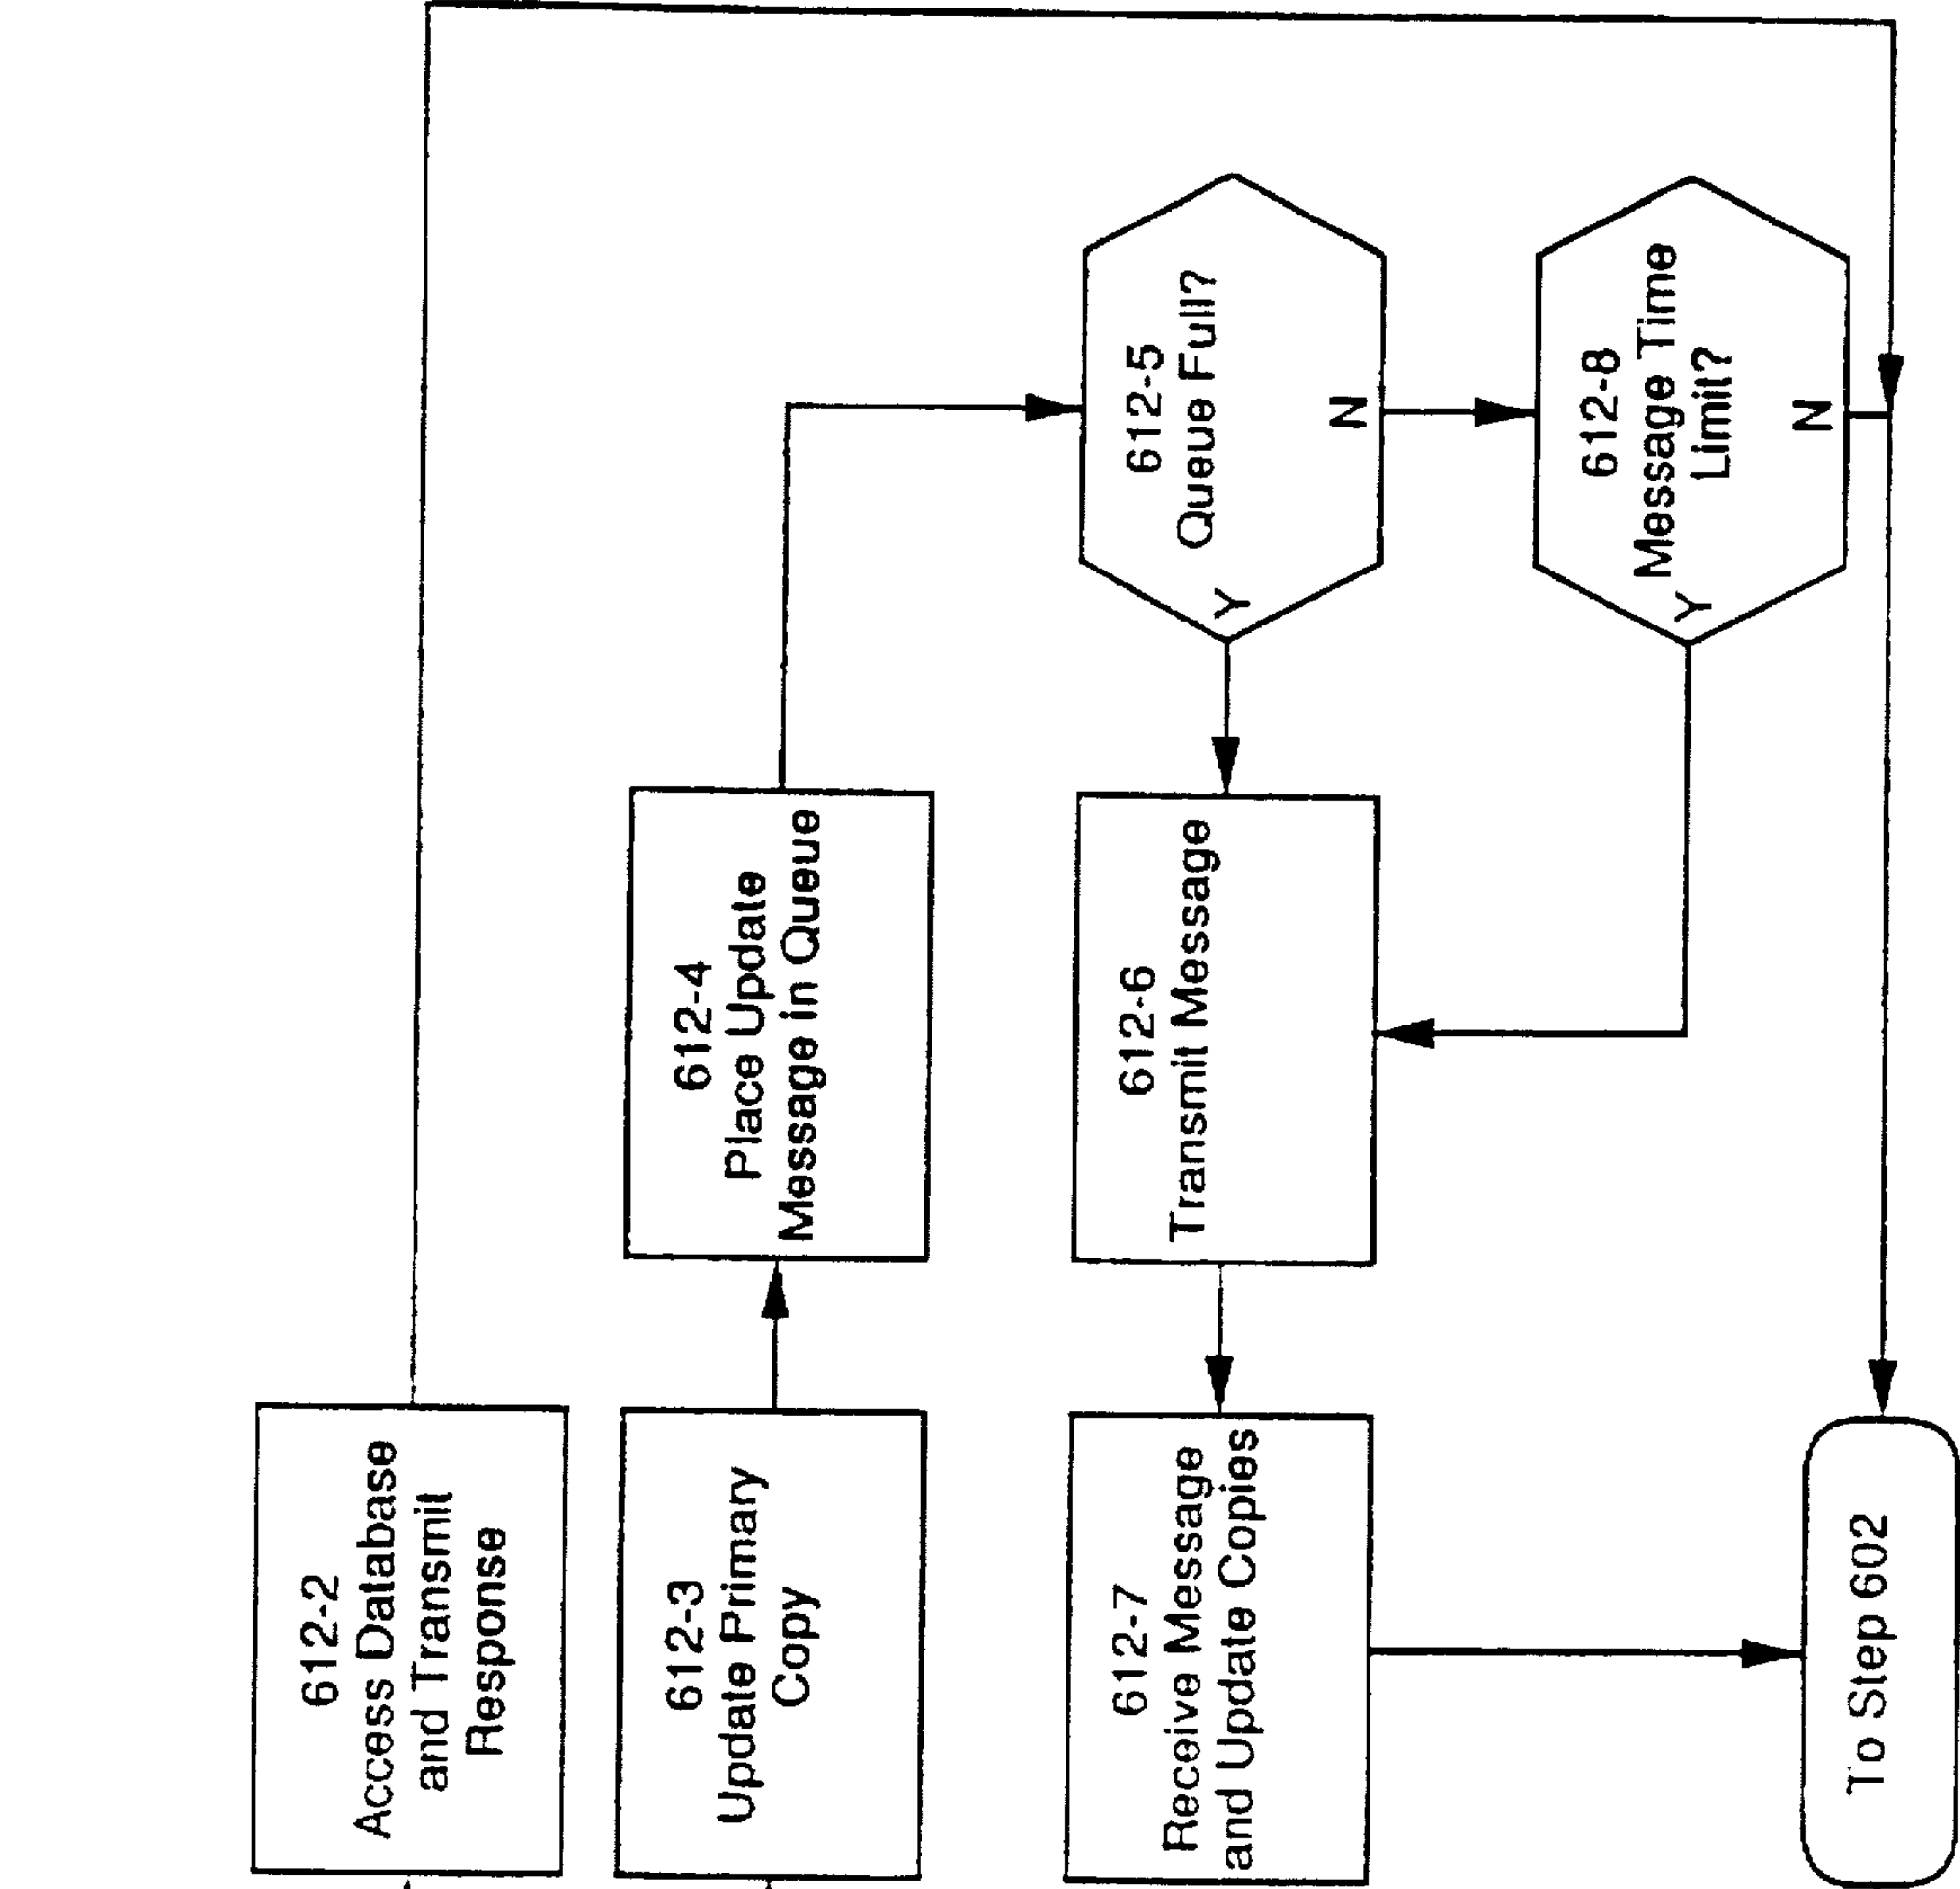 612-2
Access Database
and Transmit
Response
612-3
Update Primary
Copy
612-4
Place Update
Message in Queue
612-5
Queue Full?
Y
N
612-6
Transmit Message
612-7
Receive Message
and Update Copies
612-8
Message Time
Limit?
Y
N
To Step 602